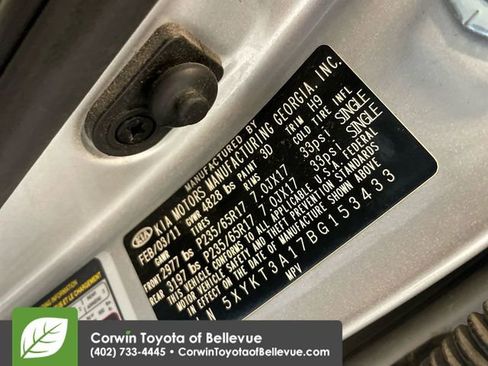 MANUFACTURED BY
KIA KIA MOTORS MANUFACTURING GEORGIA, INC.
FEB/03/11 GVWR 4828 lbs PAINT 3D TRIM H9
GAWR TIRES RIMS COLD TIRE INFL
FRONT 2977 lbs P235/65R17 7.0JX17 33psi SINGLE
REAR 3197 lbs P235/65R17 7.0JX17 33psi SINGLE
THIS VEHICLE CONFORMS TO ALL APPLICABLE U.S.A. FEDERAL
MOTOR VEHICLE SAFETY AND THEFT PREVENTION STANDARDS
IN EFFECT ON THE DATE OF MANUFACTURE SHOWN ABOVE
5XYKT3A17BG153433
MPV
Corwin Toyota of Bellevue
(402) 733-4445 • CorwinToyotaofBellevue.com